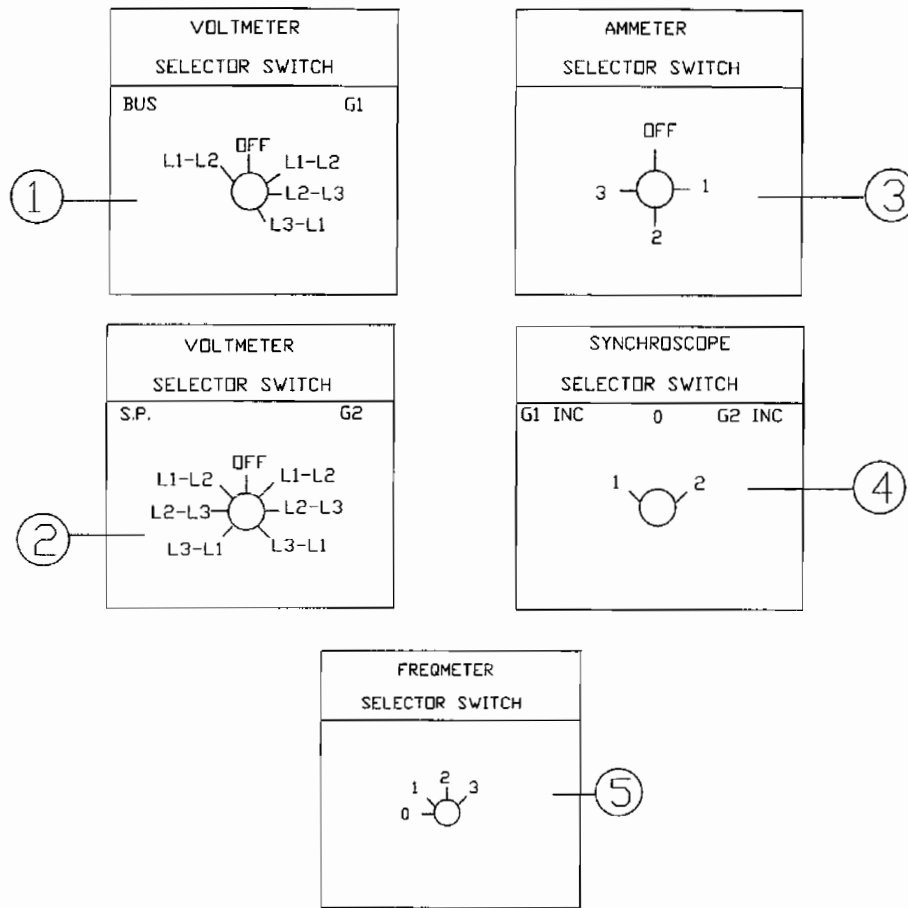 VOLTMETER
SELECTOR SWITCH
BUS G1
OFF
L1-L2 L1-L2
L2-L3
L3-L1
1
AMMETER
SELECTOR SWITCH
OFF
3 1
2
3
VOLTMETER
SELECTOR SWITCH
S.P. G2
OFF
L1-L2 L1-L2
L2-L3 L2-L3
L3-L1 L3-L1
2
SYNCHROSCOPE
SELECTOR SWITCH
G1 INC 0 G2 INC
1 2
4
FREQMETER
SELECTOR SWITCH
2
1 3
0
5